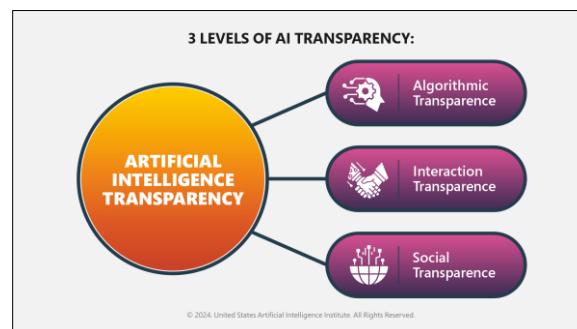 3 LEVELS OF AI TRANSPARENCY:
ARTIFICIAL
INTELLIGENCE
TRANSPARENCY
Algorithmic
Transparence
Interaction
Transparence
Social
Transparence
© 2024. United States Artificial Intelligence Institute. All Rights Reserved.